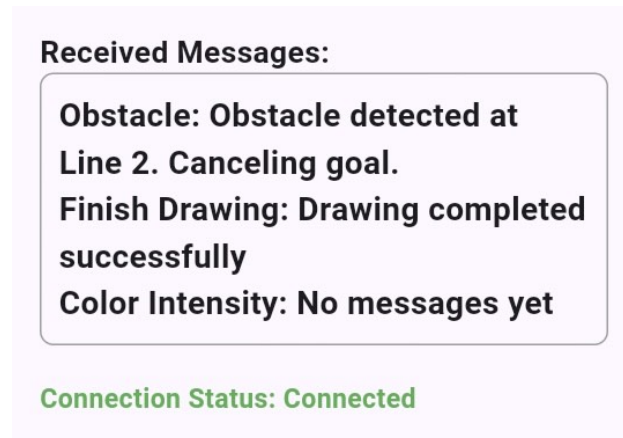 Received Messages:
Obstacle: Obstacle detected at
Line 2. Canceling goal.
Finish Drawing: Drawing completed
successfully
Color Intensity: No messages yet
Connection Status: Connected